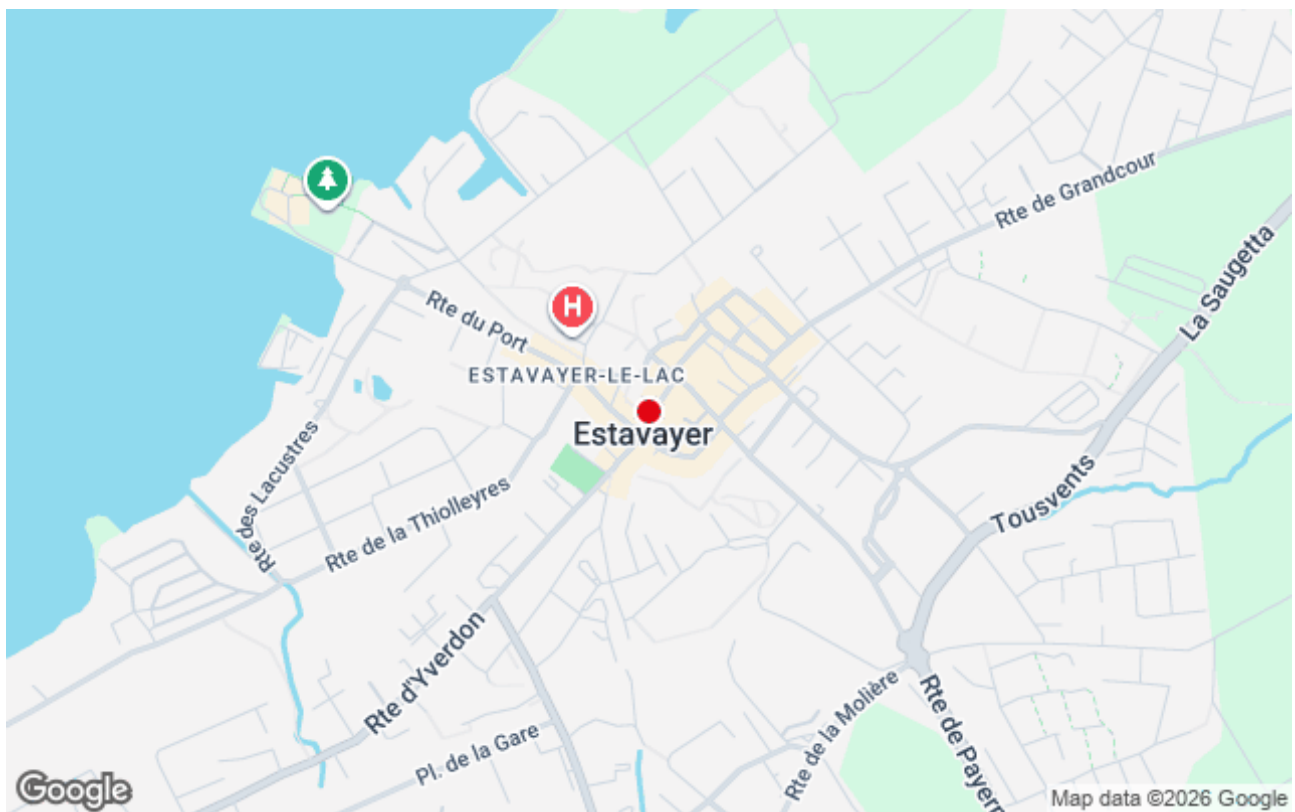 Rte de Grandcour
La Saugetta
H
Rte du Port
ESTAVAYER-LE-LAC
Estavayer
Rte des Lacustres
Rte de la Thiolleyres
Tousvents
Rte d'Yverdon
Rte de la Molière
Rte de Payern
Pl. de la Gare
Google
Map data ©2026 Google